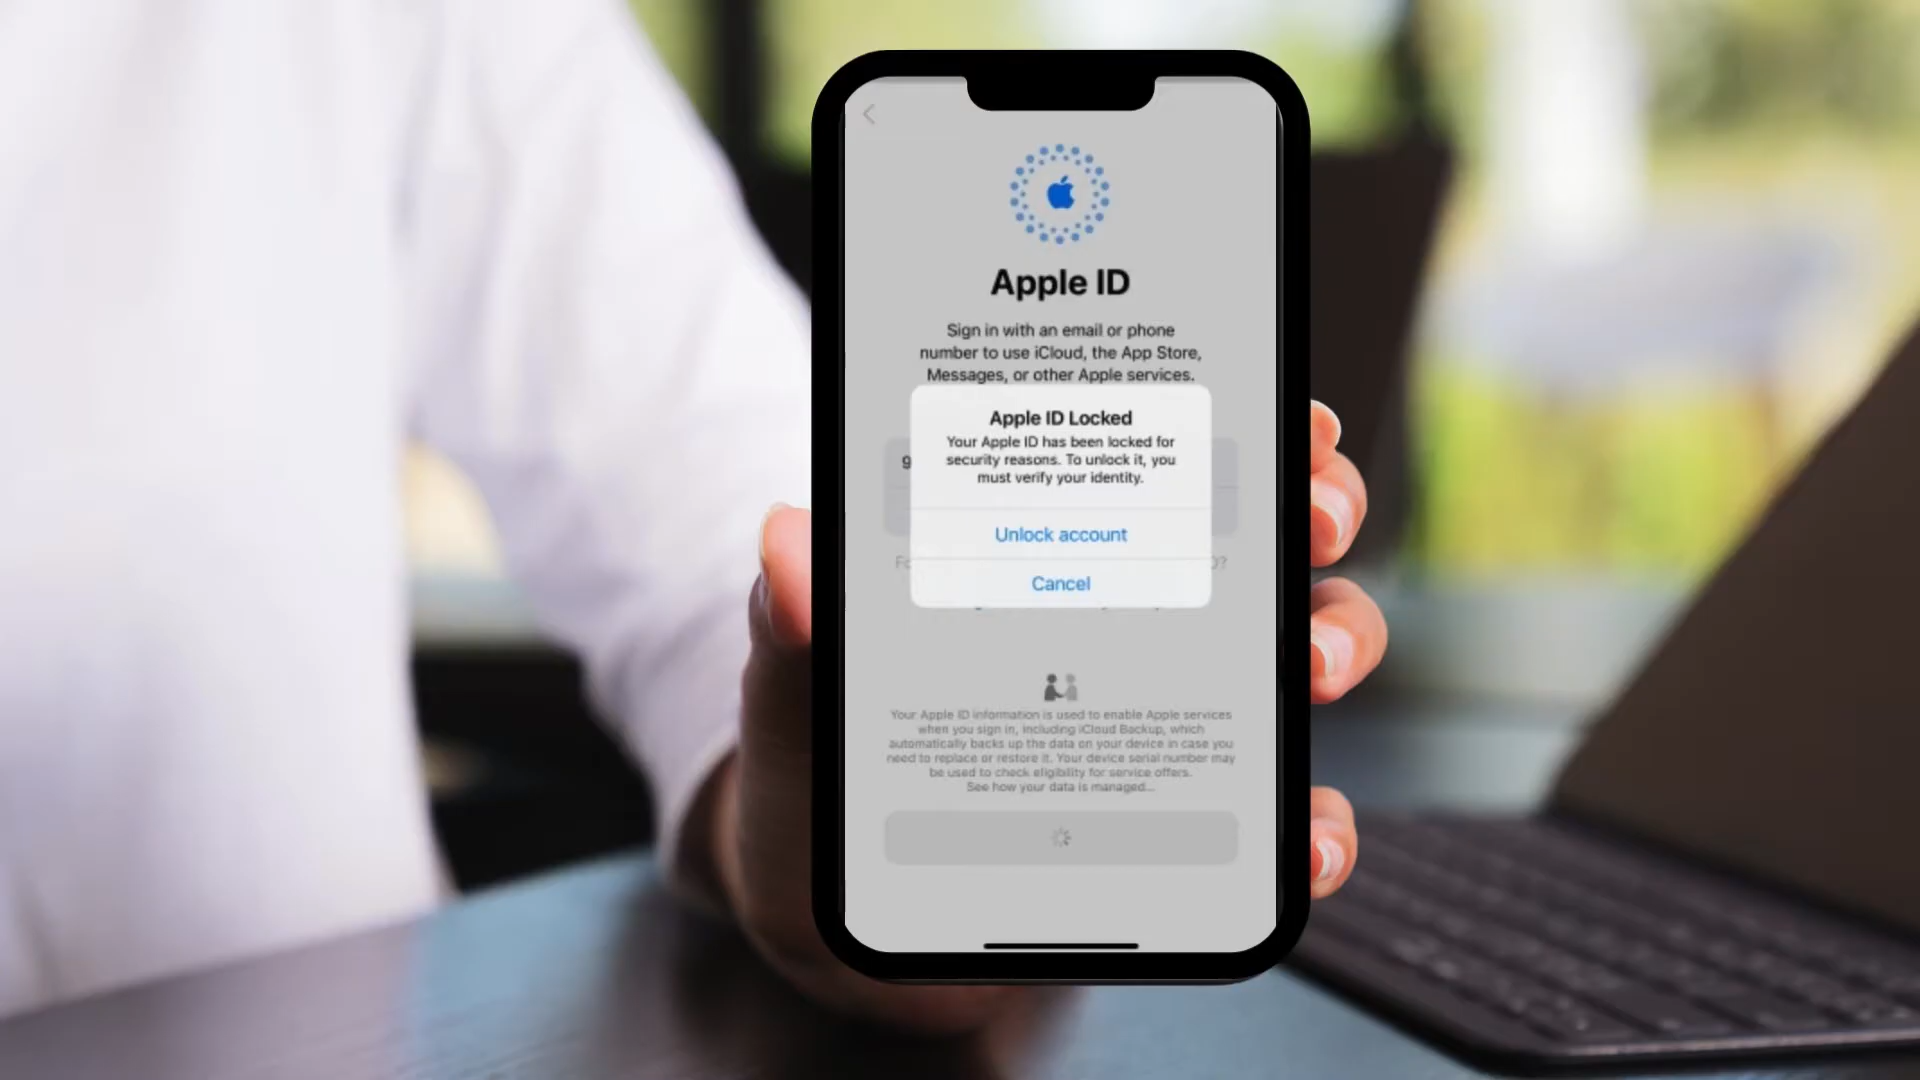 Apple ID
Sign in with an email or phone
number to use iCloud, the App Store,
Messages, or other Apple services.
Apple ID Locked
Your Apple ID has been locked for
security reasons. To unlock it, you
must verify your identity.
Unlock account
Cancel
Your Apple ID information is used to enable Apple services
when you sign in, including iCloud Backup, which
automatically backs up the data on your device in case you
need to replace or restore it. Your device serial number may
be used to check eligibility for service offers.
See how your data is managed...